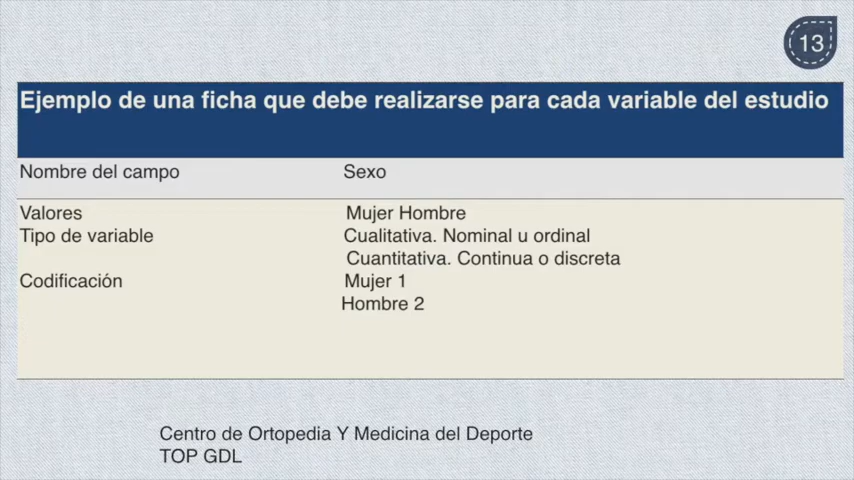 13
Ejemplo de una ficha que debe realizarse para cada variable del estudio
Nombre del campo Sexo
Valores Mujer Hombre
Tipo de variable Cualitativa. Nominal u ordinal
Cuantitativa. Continua o discreta
Codificación Mujer 1
Hombre 2
Centro de Ortopedia Y Medicina del Deporte
TOP GDL